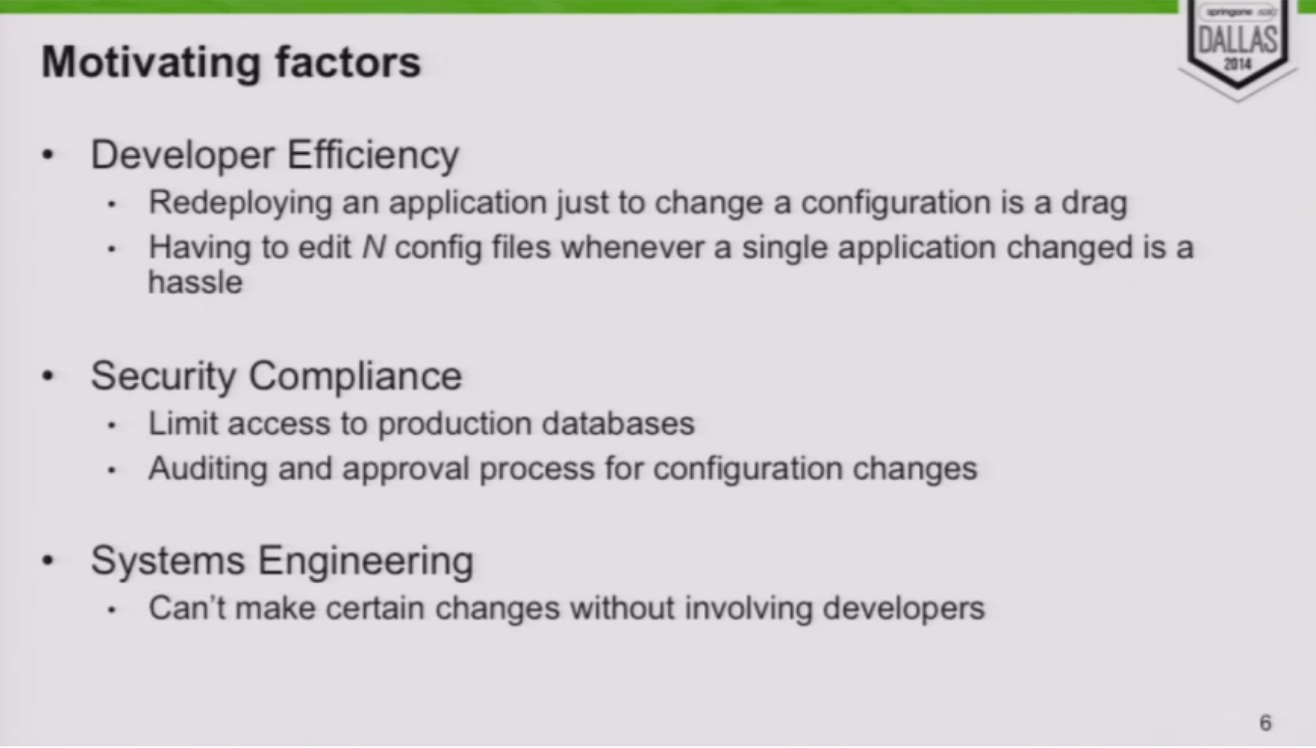 springone
DALLAS
2014
Motivating factors
• Developer Efficiency
• Redeploying an application just to change a configuration is a drag
• Having to edit N config files whenever a single application changed is a
hassle
• Security Compliance
• Limit access to production databases
• Auditing and approval process for configuration changes
• Systems Engineering
• Can't make certain changes without involving developers
6